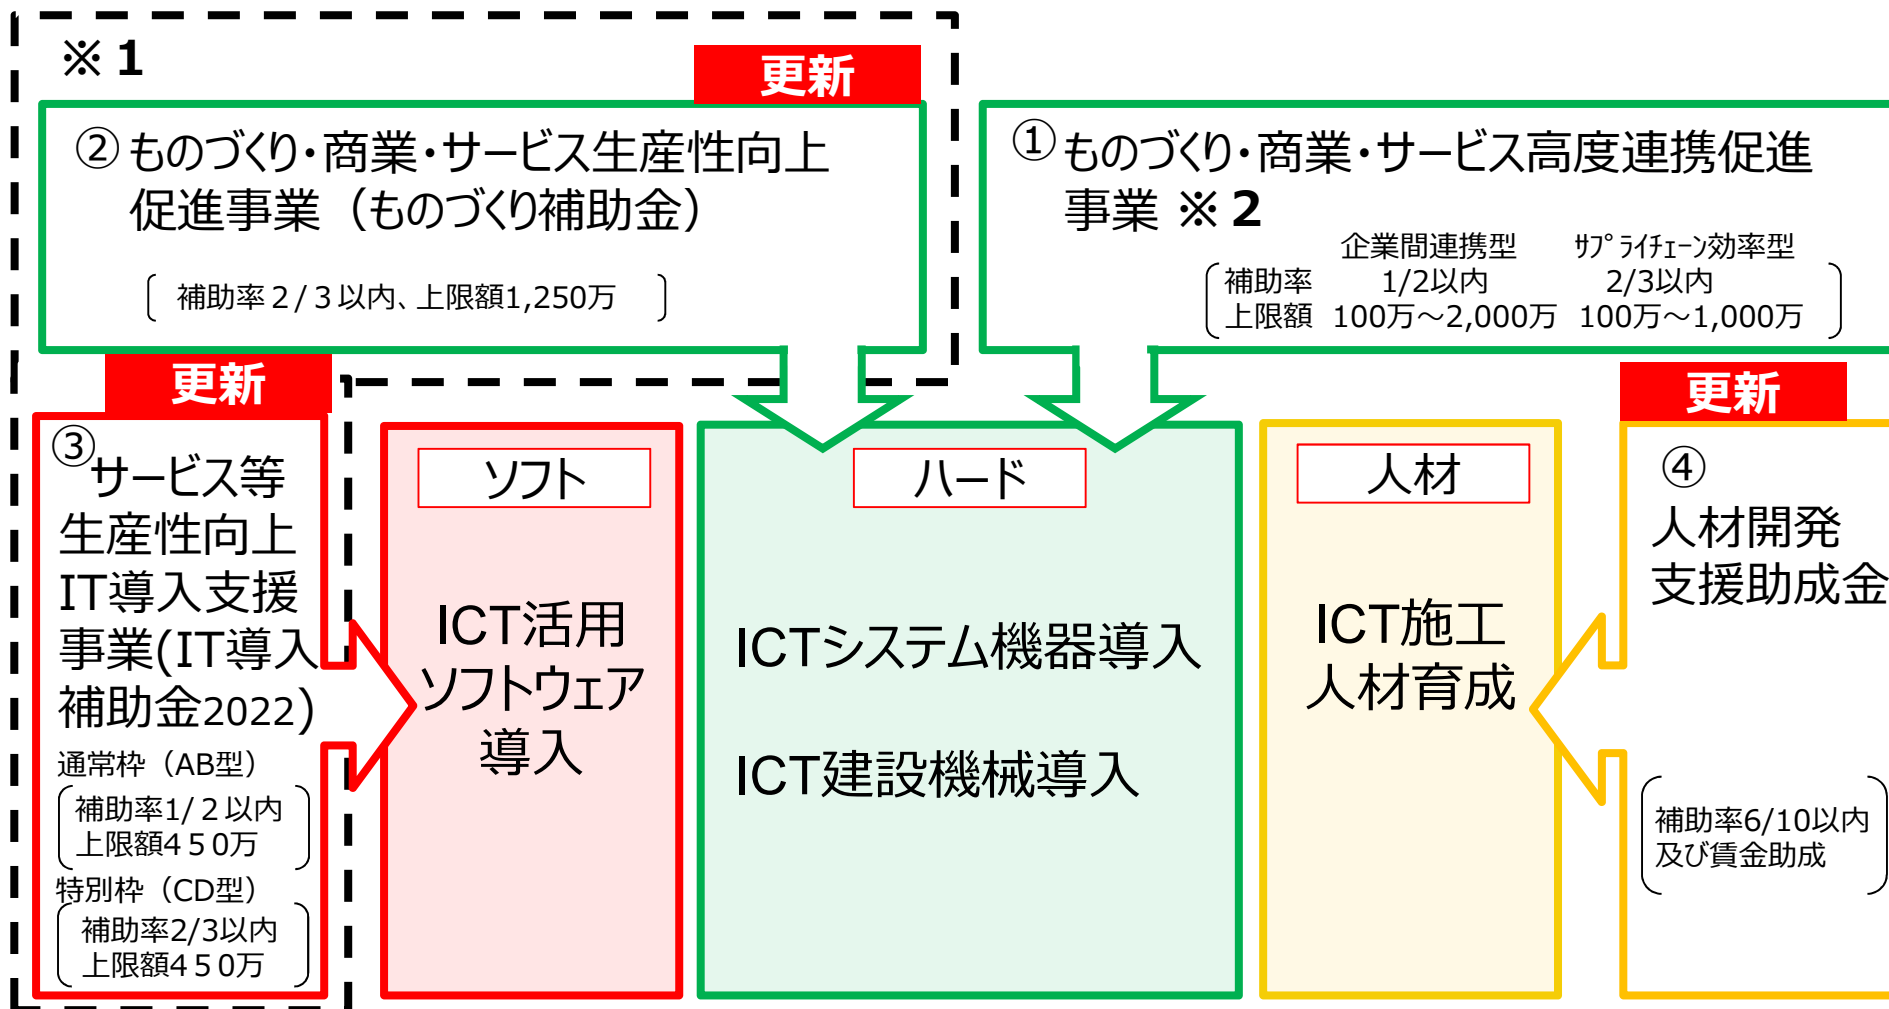 ※１
更新
②ものづくり・商業・サービス生産性向上
促進事業（ものづくり補助金）
補助率２/３以内、上限額1,250万
①ものづくり・商業・サービス高度連携促進
事業 ※２
企業間連携型　ｻﾌﾟﾗｲﾁｪｰﾝ効率型
補助率　1/2以内　2/3以内
上限額　100万～2,000万　100万～1,000万
更新
③
サービス等
生産性向上
IT導入支援
事業(IT導入
補助金2022)
通常枠（AB型）
補助率1/２以内
上限額4５0万
特別枠（CD型）
補助率2/3以内
上限額4５0万
ソフト
ICT活用
ソフトウェア
導入
ハード
ICTシステム機器導入
ICT建設機械導入
人材
ICT施工
人材育成
更新
④
人材開発
支援助成金
補助率6/10以内
及び賃金助成